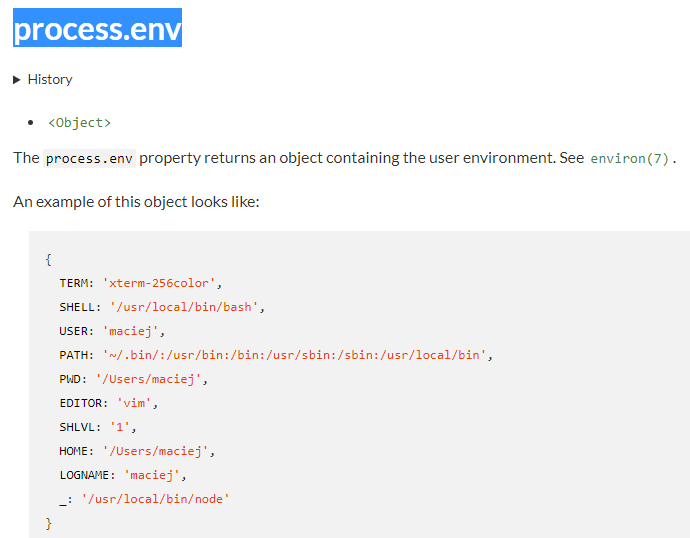 process.env
History
<Object>
The process.env property returns an object containing the user environment. See environ(7).
An example of this object looks like:
{
  TERM: 'xterm-256color',
  SHELL: '/usr/local/bin/bash',
  USER: 'maciej',
  PATH: '~/.bin/:/usr/bin:/bin:/usr/sbin:/sbin:/usr/local/bin',
  PWD: '/Users/maciej',
  EDITOR: 'vim',
  SHLVL: '1',
  HOME: '/Users/maciej',
  LOGNAME: 'maciej',
  _: '/usr/local/bin/node'
}